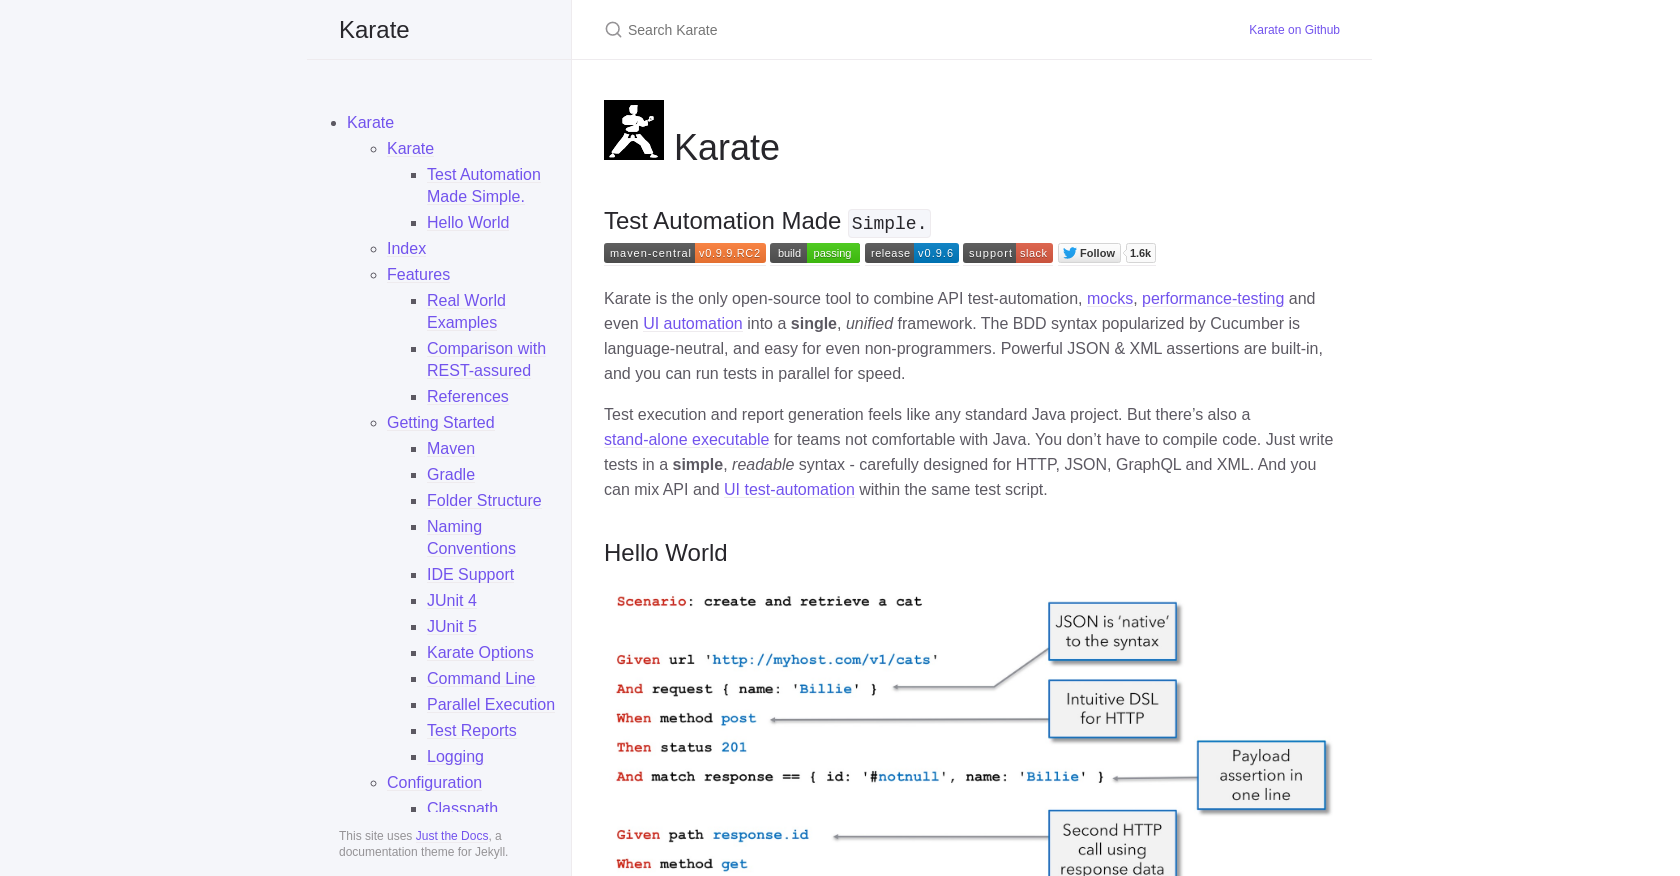 Karate
Search Karate
Karate on Github
Karate
Karate
Test Automation
Made Simple.
Hello World
Index
Features
Real World
Examples
Comparison with
REST-assured
References
Getting Started
Maven
Gradle
Folder Structure
Naming
Conventions
IDE Support
JUnit 4
JUnit 5
Karate Options
Command Line
Parallel Execution
Test Reports
Logging
Configuration
Classpath
This site uses Just the Docs, a
documentation theme for Jekyll.
Karate
Test Automation Made Simple.
maven-central v0.9.9.RC2 build passing release v0.9.6 support slack Follow 1.6k
Karate is the only open-source tool to combine API test-automation, mocks, performance-testing and
even UI automation into a single, unified framework. The BDD syntax popularized by Cucumber is
language-neutral, and easy for even non-programmers. Powerful JSON & XML assertions are built-in,
and you can run tests in parallel for speed.
Test execution and report generation feels like any standard Java project. But there’s also a
stand-alone executable for teams not comfortable with Java. You don’t have to compile code. Just write
tests in a simple, readable syntax - carefully designed for HTTP, JSON, GraphQL and XML. And you
can mix API and UI test-automation within the same test script.
Hello World
Scenario: create and retrieve a cat
JSON is ‘native’
to the syntax
Given url 'http://myhost.com/v1/cats'
And request { name: 'Billie' }
Intuitive DSL
for HTTP
When method post
Then status 201
And match response == { id: '#notnull', name: 'Billie' }
Payload
assertion in
one line
Given path response.id
When method get
Second HTTP
call using
response data